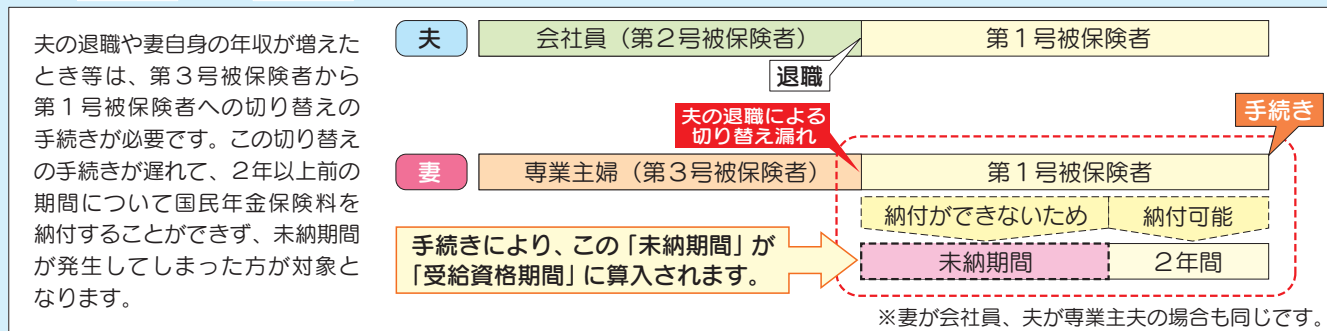 夫の退職や妻自身の年収が増えた
とき等は、第３号被保険者から
第１号被保険者への切り替えの
手続きが必要です。この切り替え
の手続きが遅れて、２年以上前の
期間について国民年金保険料を
納付することができず、未納期間
が発生してしまった方が対象と
なります。
夫
会社員（第２号被保険者）
第１号被保険者
退職
夫の退職による
切り替え漏れ
手続き
妻
専業主婦（第３号被保険者）
第１号被保険者
納付ができないため
納付可能
手続きにより、この「未納期間」が
「受給資格期間」に算入されます。
未納期間
２年間
※妻が会社員、夫が専業主夫の場合も同じです。